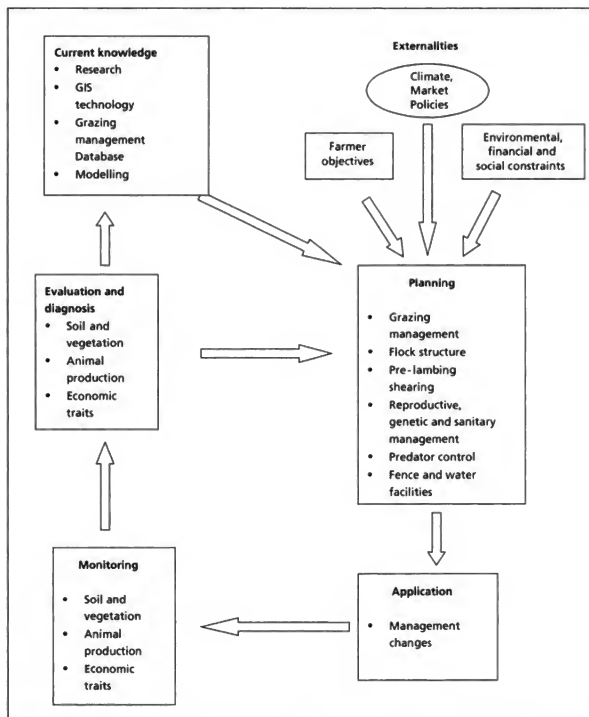 Current knowledge
• Research
• GIS
technology
• Grazing
management
Database
• Modelling
Externalities
Climate,
Market
Policies
Farmer
objectives
Environmental,
financial and
social constraints
Evaluation and
diagnosis
• Soil and
vegetation
• Animal
production
• Economic
traits
Planning
• Grazing
management
• Flock structure
• Pre-lambing
shearing
• Reproductive,
genetic and sanitary
management
• Predator control
• Fence and water
facilities
Monitoring
• Soil and
vegetation
• Animal
production
• Economic
traits
Application
• Management
changes